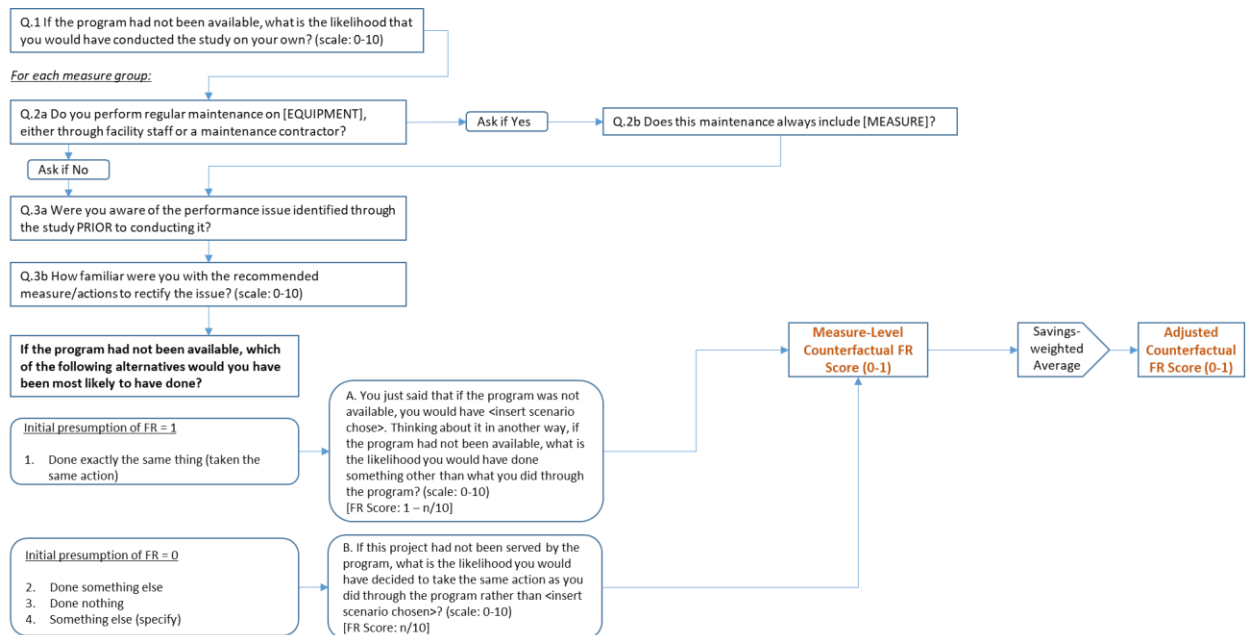 Q.1 If the program had not been available, what is the likelihood that
you would have conducted the study on your own? (scale: 0-10)
For each measure group:
Q.2a Do you perform regular maintenance on [EQUIPMENT],
either through facility staff or a maintenance contractor?
Ask if Yes
Q.2b Does this maintenance always include [MEASURE]?
Ask if No
Q.3a Were you aware of the performance issue identified through
the study PRIOR to conducting it?
Q.3b How familiar were you with the recommended
measure/actions to rectify the issue? (scale: 0-10)
If the program had not been available, which
of the following alternatives would you have
been most likely to have done?
Initial presumption of FR = 1
1. Done exactly the same thing (taken the
same action)
A. You just said that if the program was not
available, you would have <insert scenario
chose>. Thinking about it in another way, if
the program had not been available, what is
the likelihood you would have done
something other than what you did through
the program? (scale: 0-10)
[FR Score: 1 – n/10]
Measure-Level
Counterfactual FR
Score (0-1)
Savings-
weighted
Average
Adjusted
Counterfactual
FR Score (0-1)
Initial presumption of FR = 0
2. Done something else
3. Done nothing
4. Something else (specify)
B. If this project had not been served by the
program, what is the likelihood you would
have decided to take the same action as you
did through the program rather than <insert
scenario chosen>? (scale: 0-10)
[FR Score: n/10]